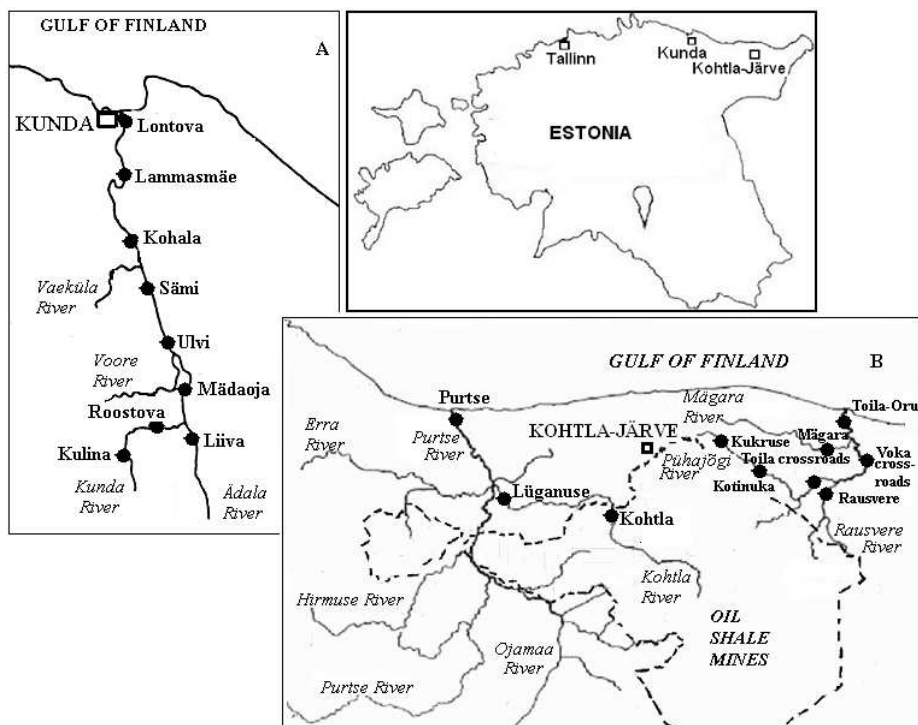 GULF OF FINLAND
A
KUNDA
Lontova
Lammasmäe
Kohala
Vaeküla
River
Sämi
Ulvi
Voore
River
Mädaoja
Roostova
Liiva
Kulina
Kunda
River
Ädala
River
Tallinn
Kunda
Kohtla-Järve
ESTONIA
GULF OF FINLAND
B
Purtse
Mägara
River
Toila-Oru
Erra
River
Purtse
River
KOHTLA-JÄRVE
Kukruse
Mägara
Pühajõgi
River
Toila crossroads
Voka
cross-
roads
Kotinuka
Lüganuse
Rausvere
Kohtla
Rausvere
River
Hirmuse River
Kohtla
River
OIL
SHALE
MINES
Ojamaa
River
Purtse River